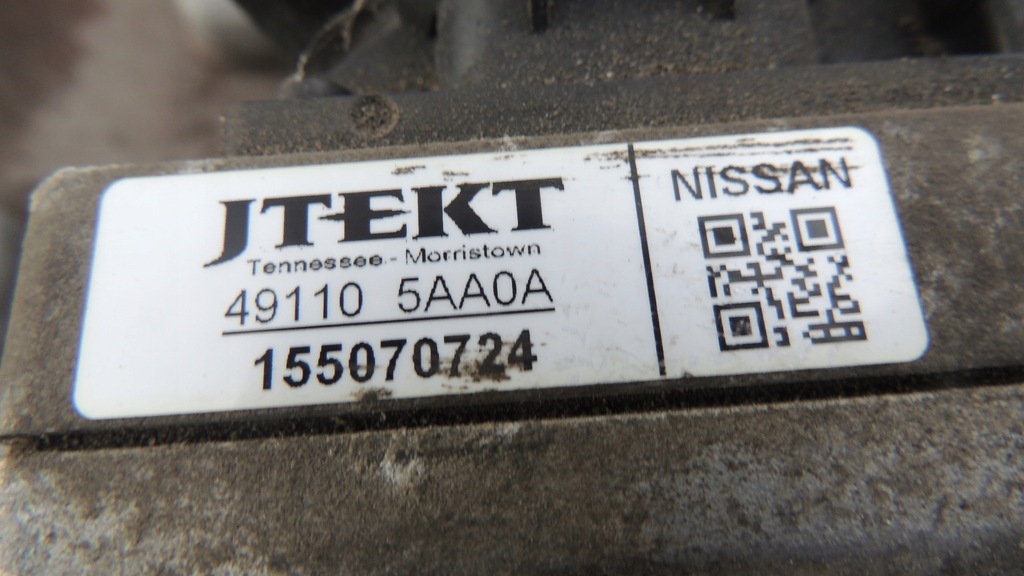 JTEKT
Tennessee - Morristown
49110 5AA0A
155070724
NISSAN